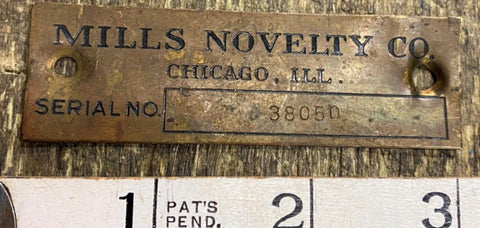 MILLS NOVELTY CO.
CHICAGO, ILL.
SERIAL NO. 38050
1 PAT'S PEND. 2 3